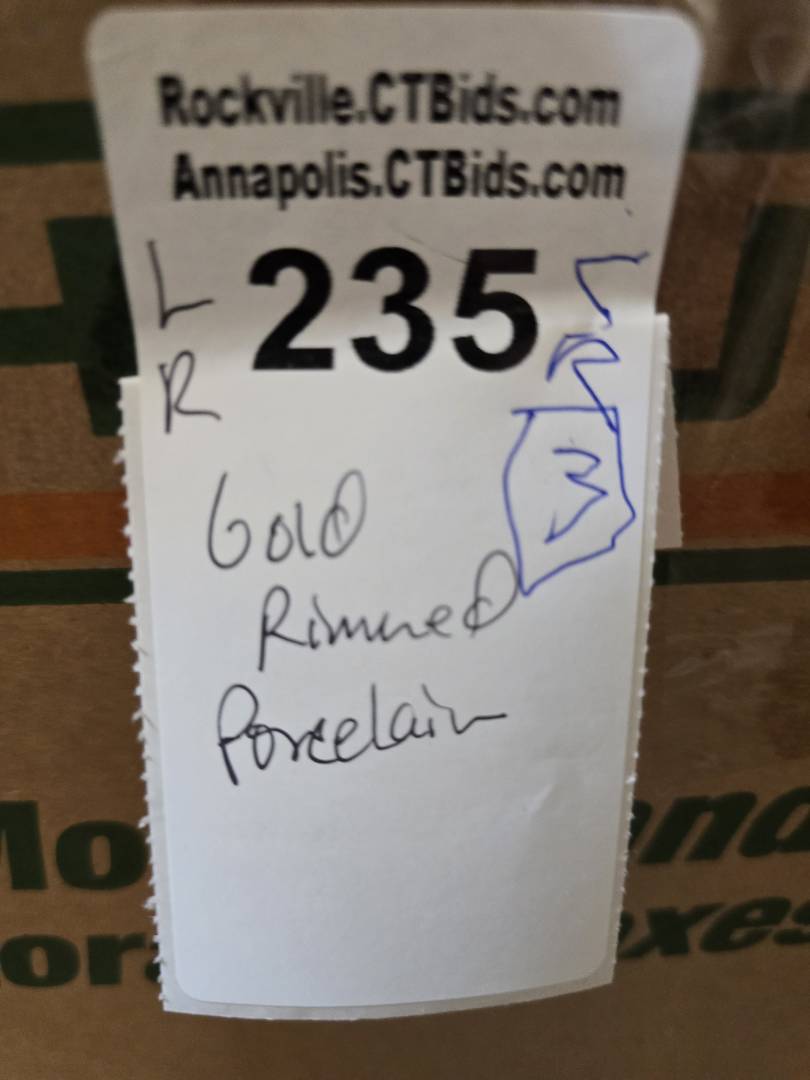 Rockville.CTBids.com
Annapolis.CTBids.com
L
235
R
3
Gold
Rimmed
Porcelain